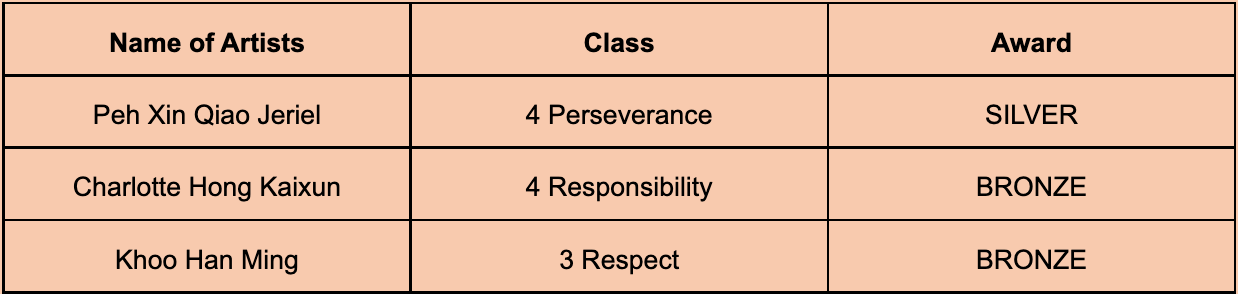 Name of Artists Class Award
Peh Xin Qiao Jeriel 4 Perseverance SILVER
Charlotte Hong Kaixun 4 Responsibility BRONZE
Khoo Han Ming 3 Respect BRONZE